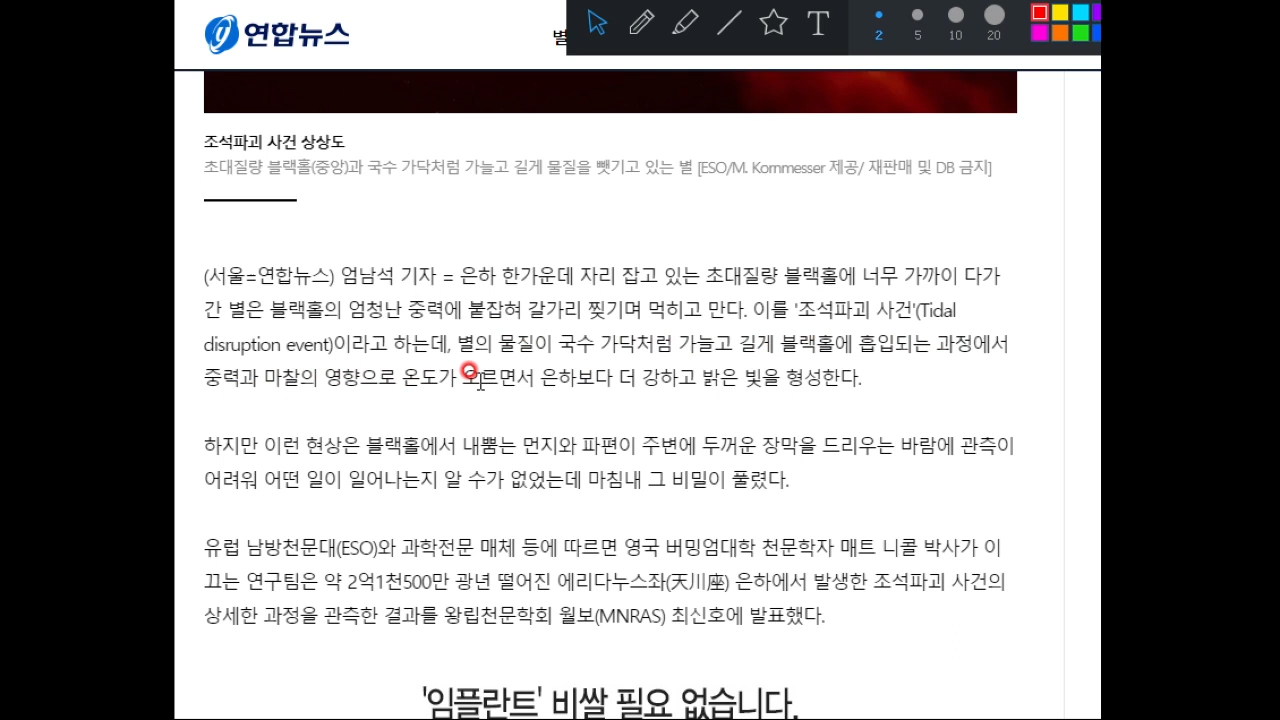 연합뉴스
별
T
2
5
10
20
조석파괴 사건 상상도
초대질량 블랙홀(중앙)과 국수 가닥처럼 가늘고 길게 물질을 뺏기고 있는 별 [ESO/M. Kornmesser 제공/ 재판매 및 DB 금지]
(서울=연합뉴스) 엄남석 기자 = 은하 한가운데 자리 잡고 있는 초대질량 블랙홀에 너무 가까이 다가
간 별은 블랙홀의 엄청난 중력에 붙잡혀 갈가리 찢기며 먹히고 만다. 이를 '조석파괴 사건'(Tidal
disruption event)이라고 하는데, 별의 물질이 국수 가닥처럼 가늘고 길게 블랙홀에 흡입되는 과정에서
중력과 마찰의 영향으로 온도가 오르면서 은하보다 더 강하고 밝은 빛을 형성한다.
하지만 이런 현상은 블랙홀에서 내뿜는 먼지와 파편이 주변에 두꺼운 장막을 드리우는 바람에 관측이
어려워 어떤 일이 일어나는지 알 수가 없었는데 마침내 그 비밀이 풀렸다.
유럽 남방천문대(ESO)와 과학전문 매체 등에 따르면 영국 버밍엄대학 천문학자 매트 니콜 박사가 이
끄는 연구팀은 약 2억1천500만 광년 떨어진 에리다누스좌(天川座) 은하에서 발생한 조석파괴 사건의
상세한 과정을 관측한 결과를 왕립천문학회 월보(MNRAS) 최신호에 발표했다.
'임플란트' 비쌀 필요 없습니다.